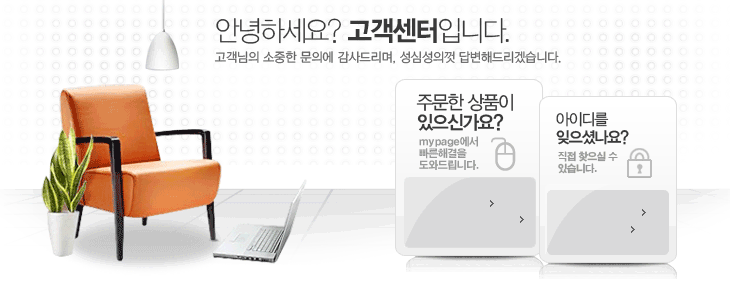 안녕하세요? 고객센터입니다.
고객님의 소중한 문의에 감사드리며, 성심성의껏 답변해드리겠습니다.
주문한 상품이
있으신가요?
mypage에서
빠른해결을
도와드립니다.
아이디를
잊으셨나요?
직접 찾으실 수
있습니다.